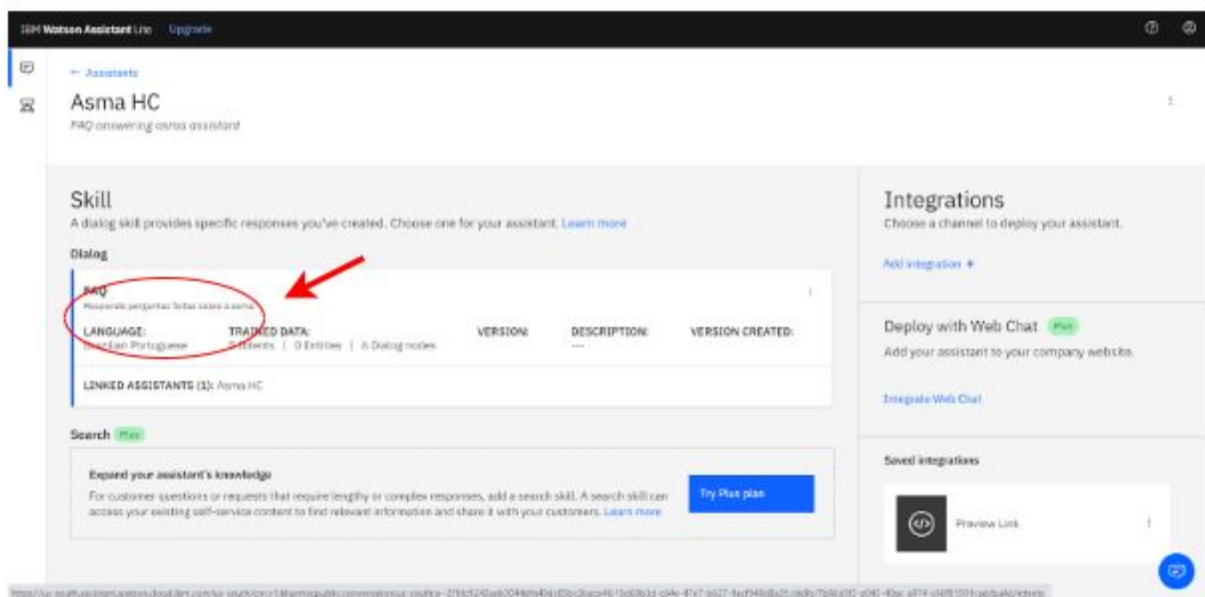 IBM Watson Assistant Lite Upgrade
← Assistants
Asma HC
FAQ answering asma assistant
Skill
A dialog skill provides specific responses you've created. Choose one for your assistant. Learn more
Dialog
FAQ
Responde perguntas feitas sobre a asma
LANGUAGE: TRAINED DATA: VERSION: DESCRIPTION: VERSION CREATED:
Brazilian Portuguese Intents | 0 Entities | 6 Dialog nodes ---
LINKED ASSISTANTS (1): Asma HC
Search Plus
Expand your assistant's knowledge
For customer questions or requests that require lengthy or complex responses, add a search skill. A search skill can
access your existing self-service content to find relevant information and share it with your customers. Learn more
Try Plus plan
Integrations
Choose a channel to deploy your assistant.
Add integration +
Deploy with Web Chat Plus
Add your assistant to your company website.
Integrate Web Chat
Saved integrations
Preview Link